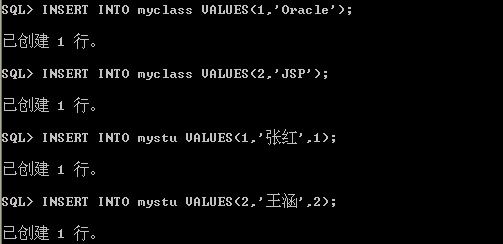 SQL> INSERT INTO myclass VALUES(1,'Oracle');
已创建 1 行。
SQL> INSERT INTO myclass VALUES(2,'JSP');
已创建 1 行。
SQL> INSERT INTO mystu VALUES(1,'张红',1);
已创建 1 行。
SQL> INSERT INTO mystu VALUES(2,'王涵',2);
已创建 1 行。